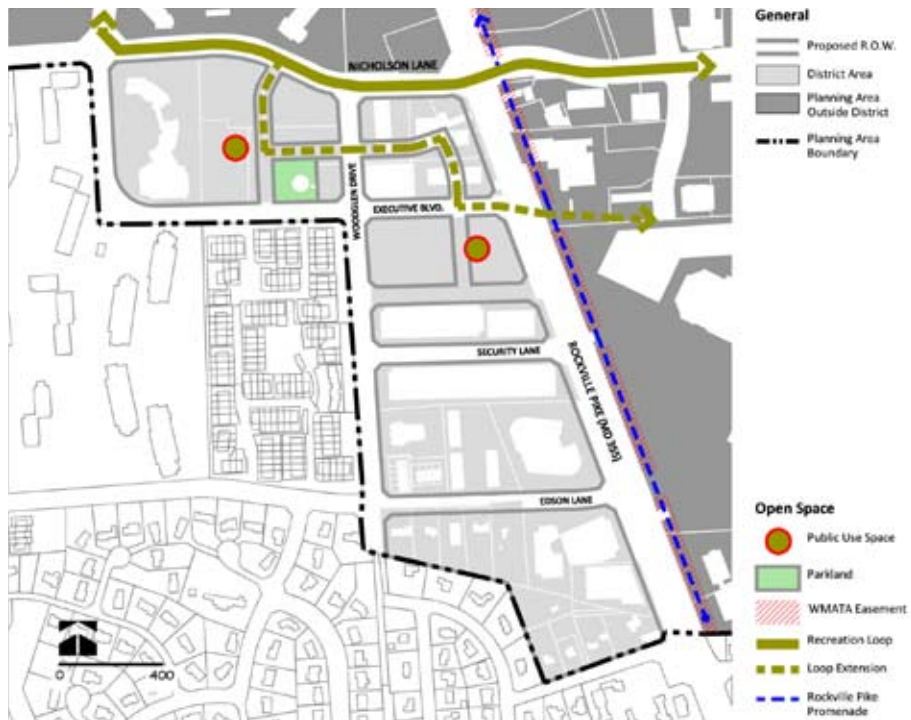 General
Proposed R.O.W.
District Area
Planning Area
Outside District
Planning Area
Boundary
NICHOLSON LANE
WOODGLEN DRIVE
EXECUTIVE BLVD.
SECURITY LANE
ROCKVILLE PIKE (MD 355)
EDSON LANE
0
400
Open Space
Public Use Space
Parkland
WMATA Easement
Recreation Loop
Loop Extension
Rockville Pike
Promenade